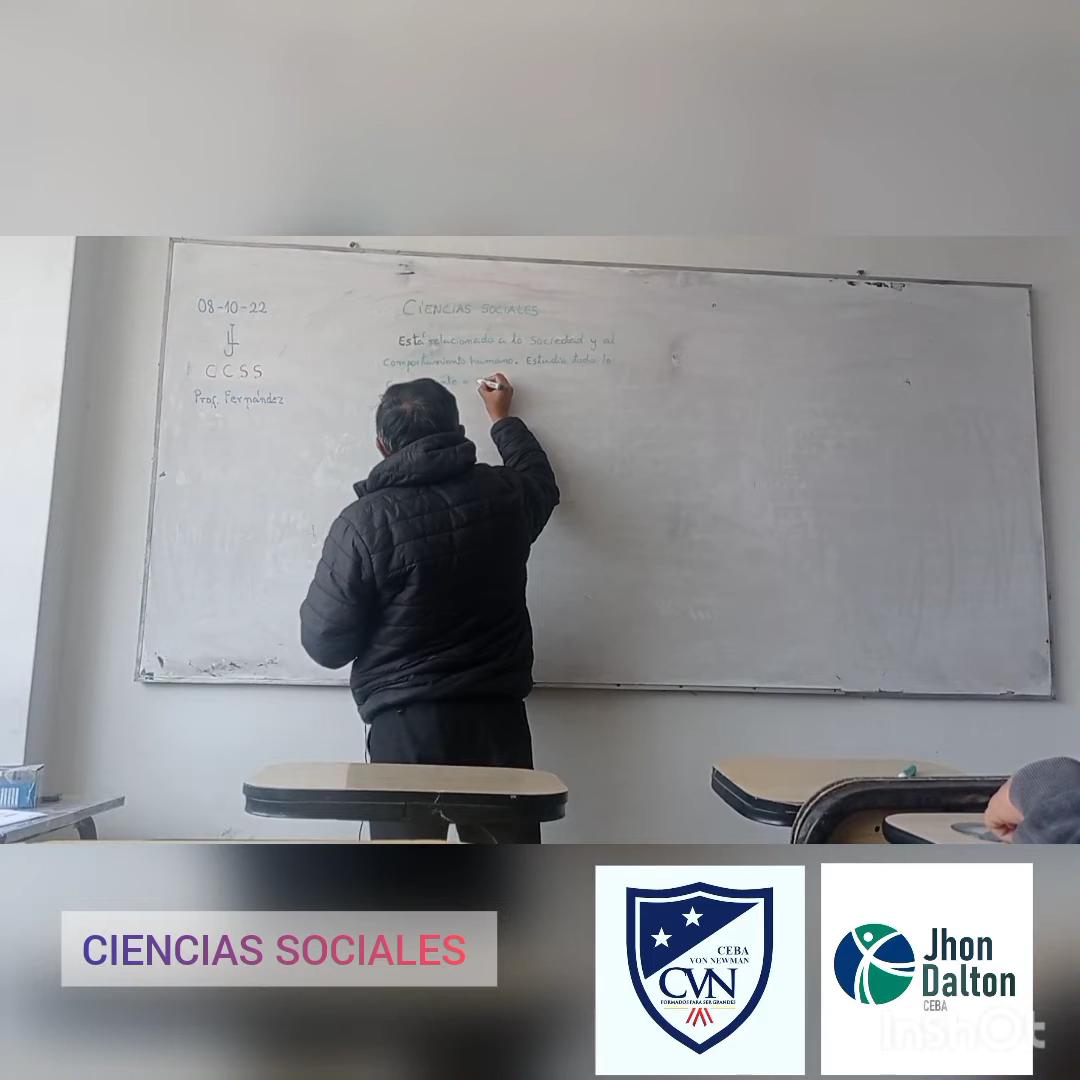 08-10-22
CCSS
Prof. Fernández
CIENCIAS SOCIALES
Está relacionado a lo sociedad y al
comportamiento humano. Estudia todo lo
CIENCIAS SOCIALES
CEBA
VON NEWMAN
CVN
FORMADOS PARA SER GRANDES
Jhon
Dalton
CEBA
InShOt